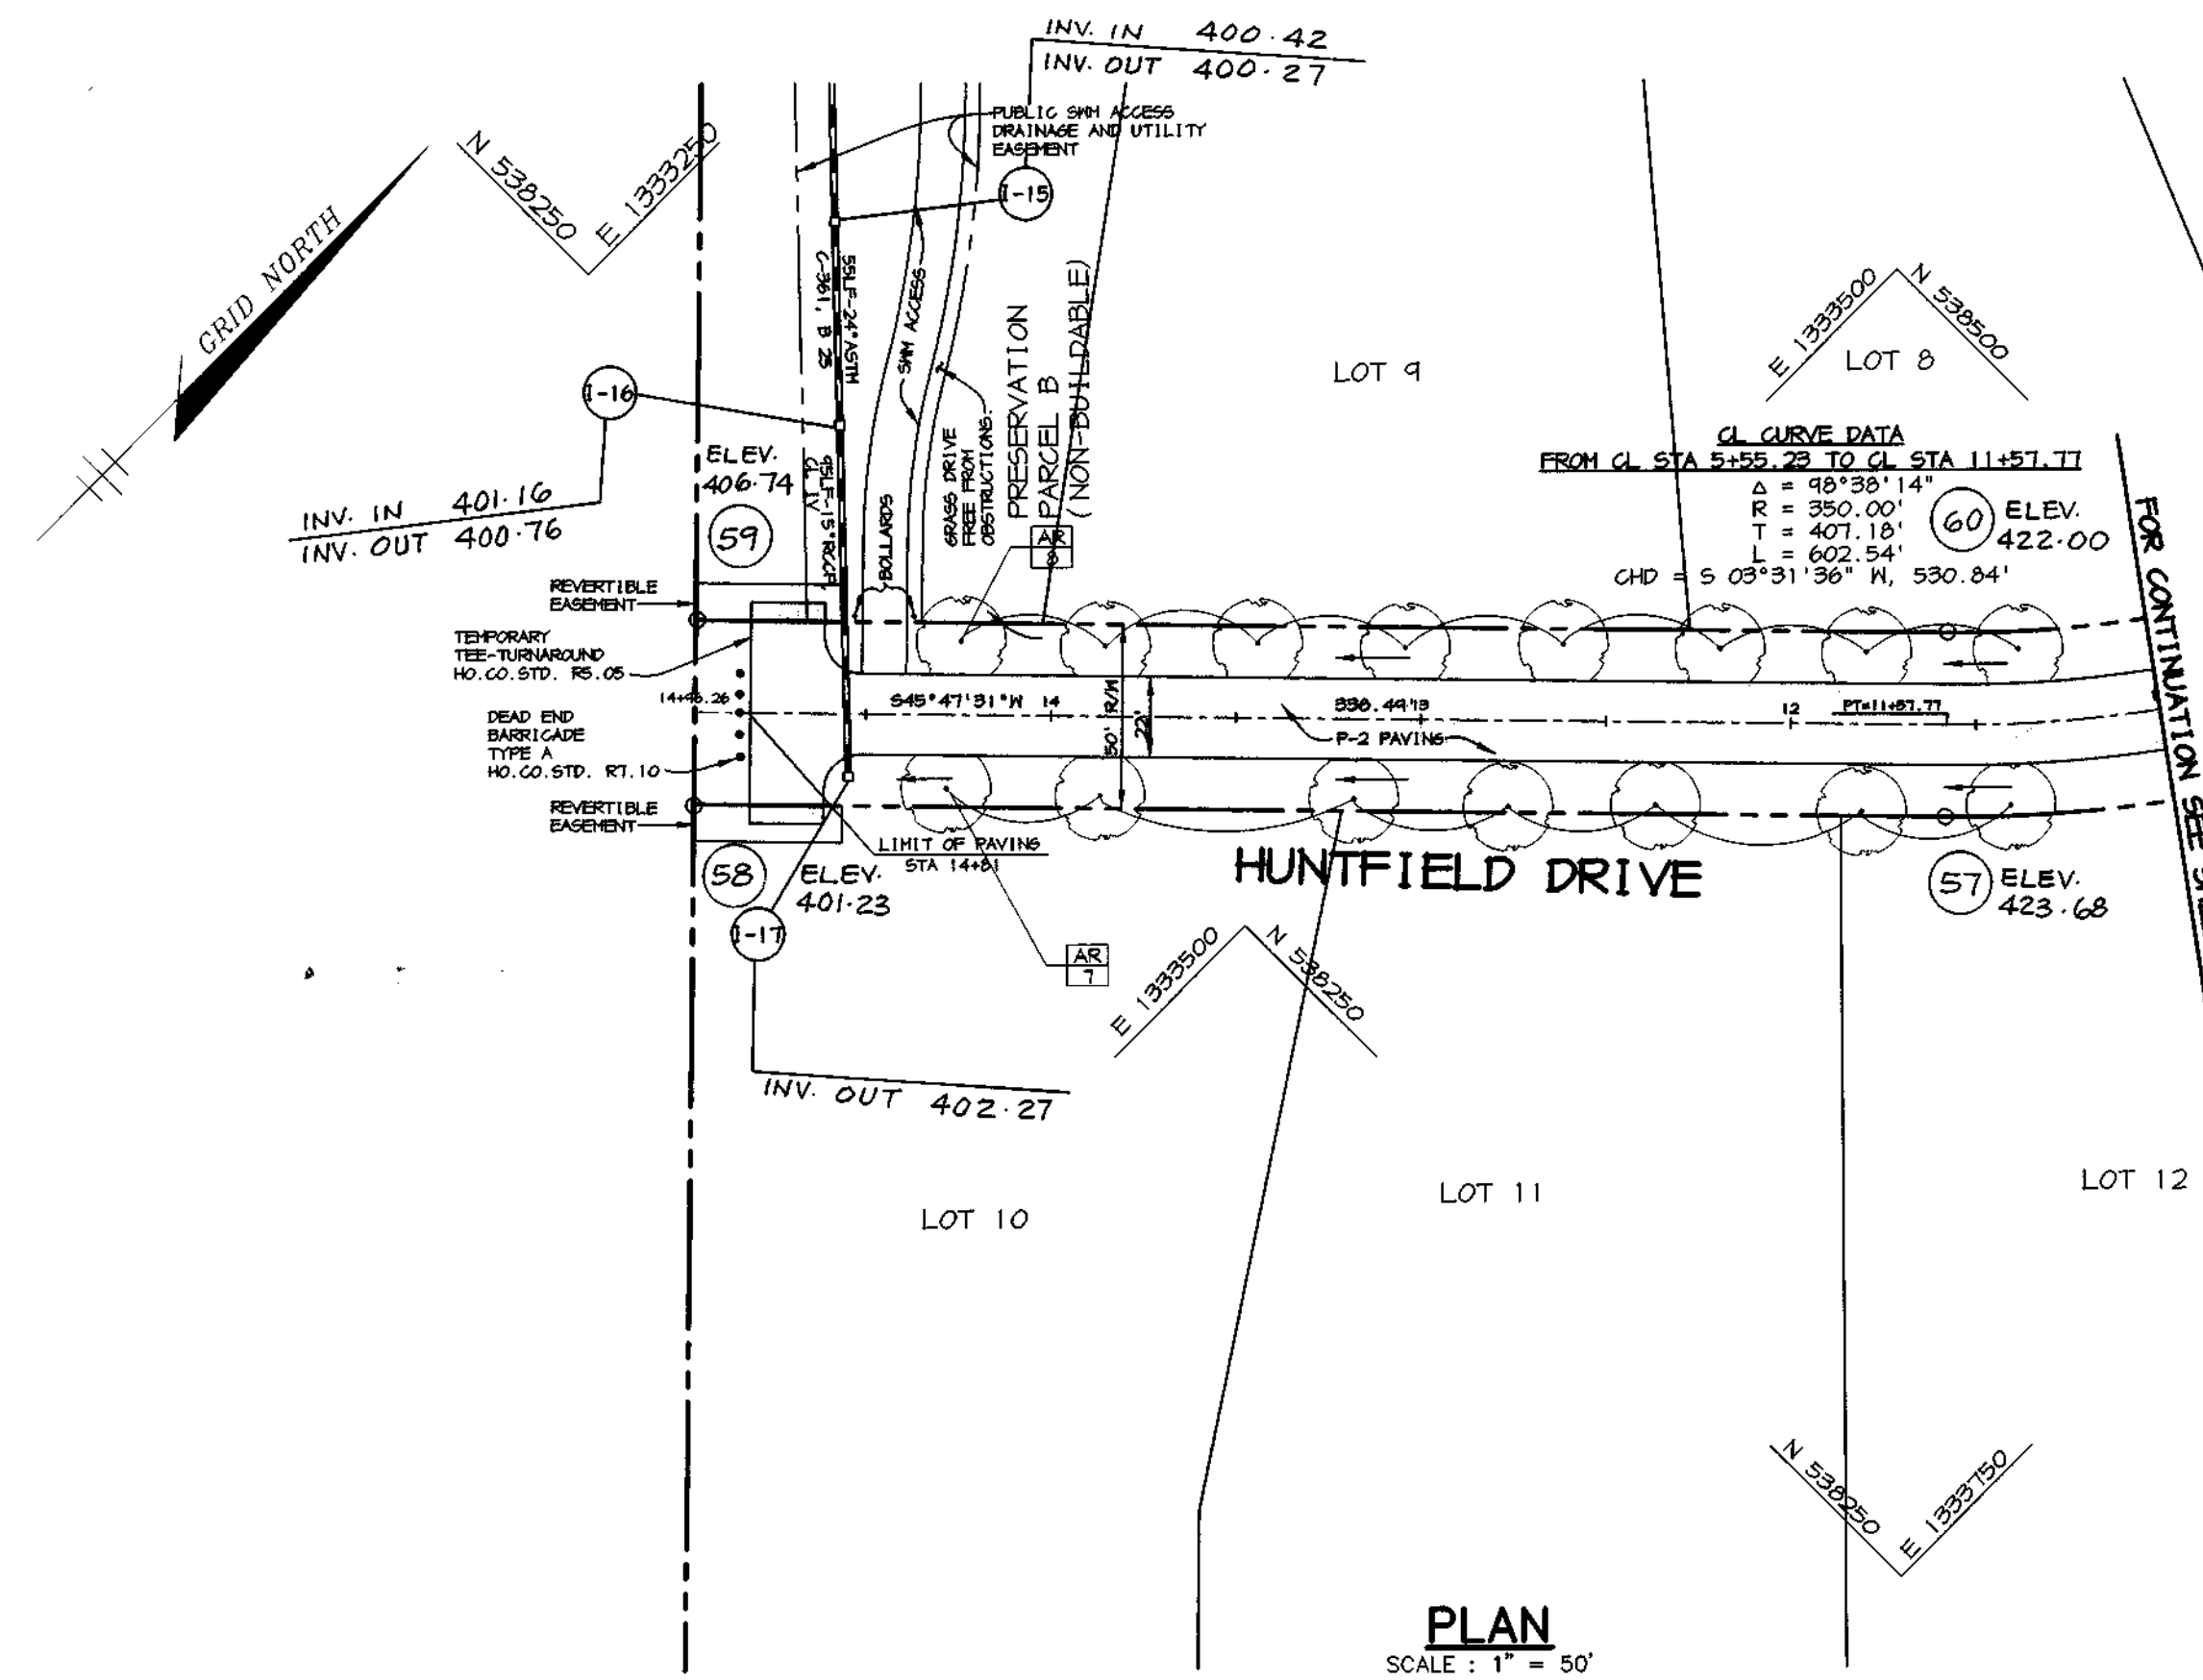 INV. IN 400.42
INV. OUT 400.27
PUBLIC SWM ACCESS
DRAINAGE AND UTILITY
EASEMENT
I-15
N 538250
E 1333250
GRID NORTH
55LF-24" ASTM
C-361, B 25
SWM ACCESS
PRESERVATION
PARCEL B
(NON-BUILDABLE)
GRASS DRIVE
FREE FROM
OBSTRUCTIONS
BOLLARDS
LOT 9
E 1333500
N 538500
LOT 8
CL CURVE DATA
FROM CL STA 5+55.23 TO CL STA 11+57.77
Δ = 98°38'14"
R = 350.00'
T = 407.18'
L = 602.54'
CHD = S 03°31'36" W, 530.84'
60
ELEV.
422.00
FOR CONTINUATION SEE
I-16
INV. IN 401.16
INV. OUT 400.76
ELEV.
406.74
59
95LF-15" RCCP,
CL IV
AR
8
REVERTIBLE
EASEMENT
TEMPORARY
TEE-TURNAROUND
HO.CO.STD. R5.05
DEAD END
BARRICADE
TYPE A
HO.CO.STD. R7.10
REVERTIBLE
EASEMENT
S45°47'31"W
14
50' R/W
22'
13
P-2 PAVING
12
PT=11+57.77
LIMIT OF PAVING
STA 14+81
58
ELEV.
401.23
I-17
AR
7
HUNTFIELD DRIVE
57
ELEV.
423.68
E 1333500
N 538250
INV. OUT 402.27
LOT 10
LOT 11
LOT 12
N 538250
E 1333750
PLAN
SCALE : 1" = 50'